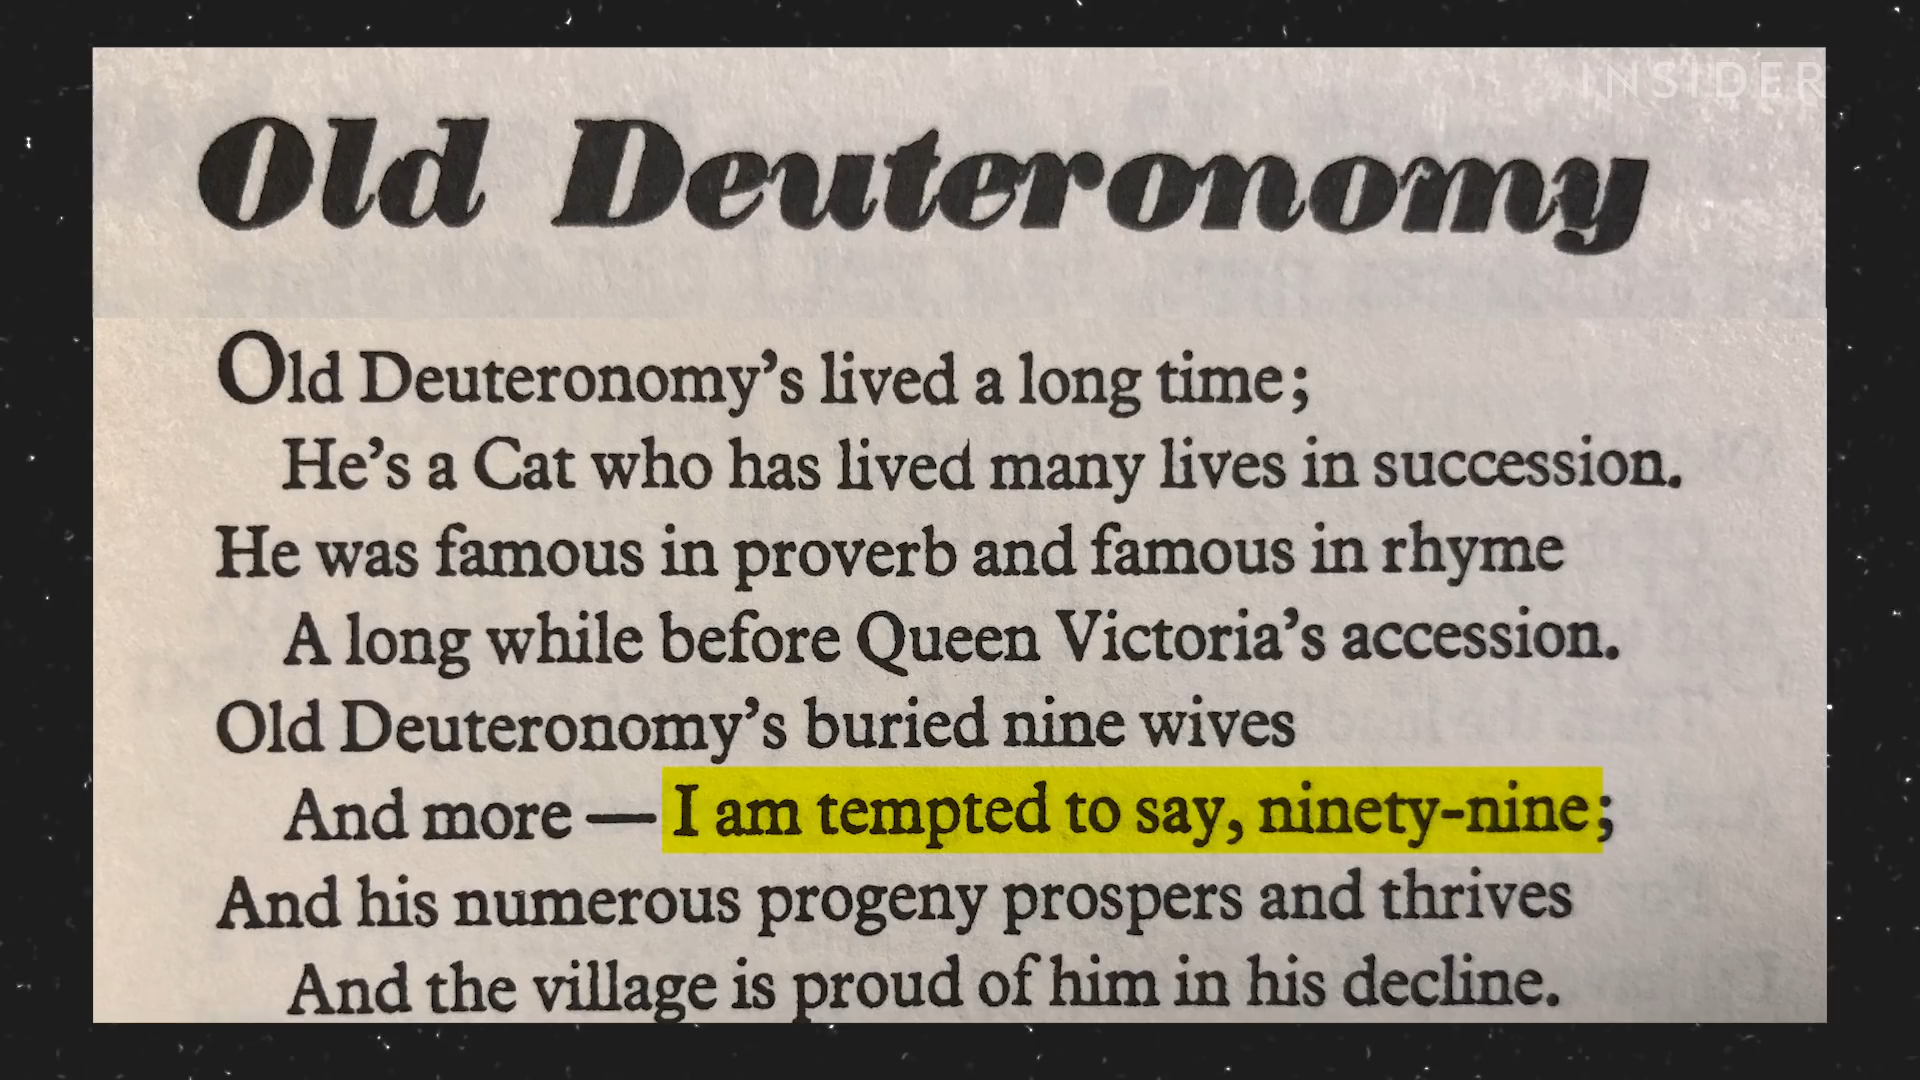 INSIDER
Old Deuteronomy
Old Deuteronomy’s lived a long time;
He’s a Cat who has lived many lives in succession.
He was famous in proverb and famous in rhyme
A long while before Queen Victoria’s accession.
Old Deuteronomy’s buried nine wives
And more — I am tempted to say, ninety-nine;
And his numerous progeny prospers and thrives
And the village is proud of him in his decline.